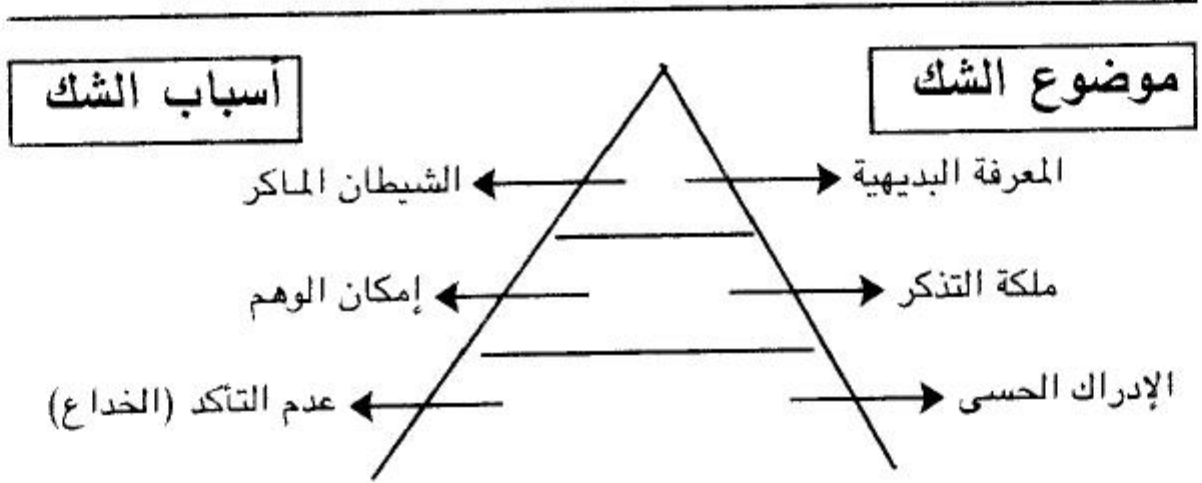 موضوع الشك
أسباب الشك
المعرفة البديهية
الشيطان الماكر
ملكة التذكر
إمكان الوهم
الإدراك الحسى
عدم التأكد (الخداع)